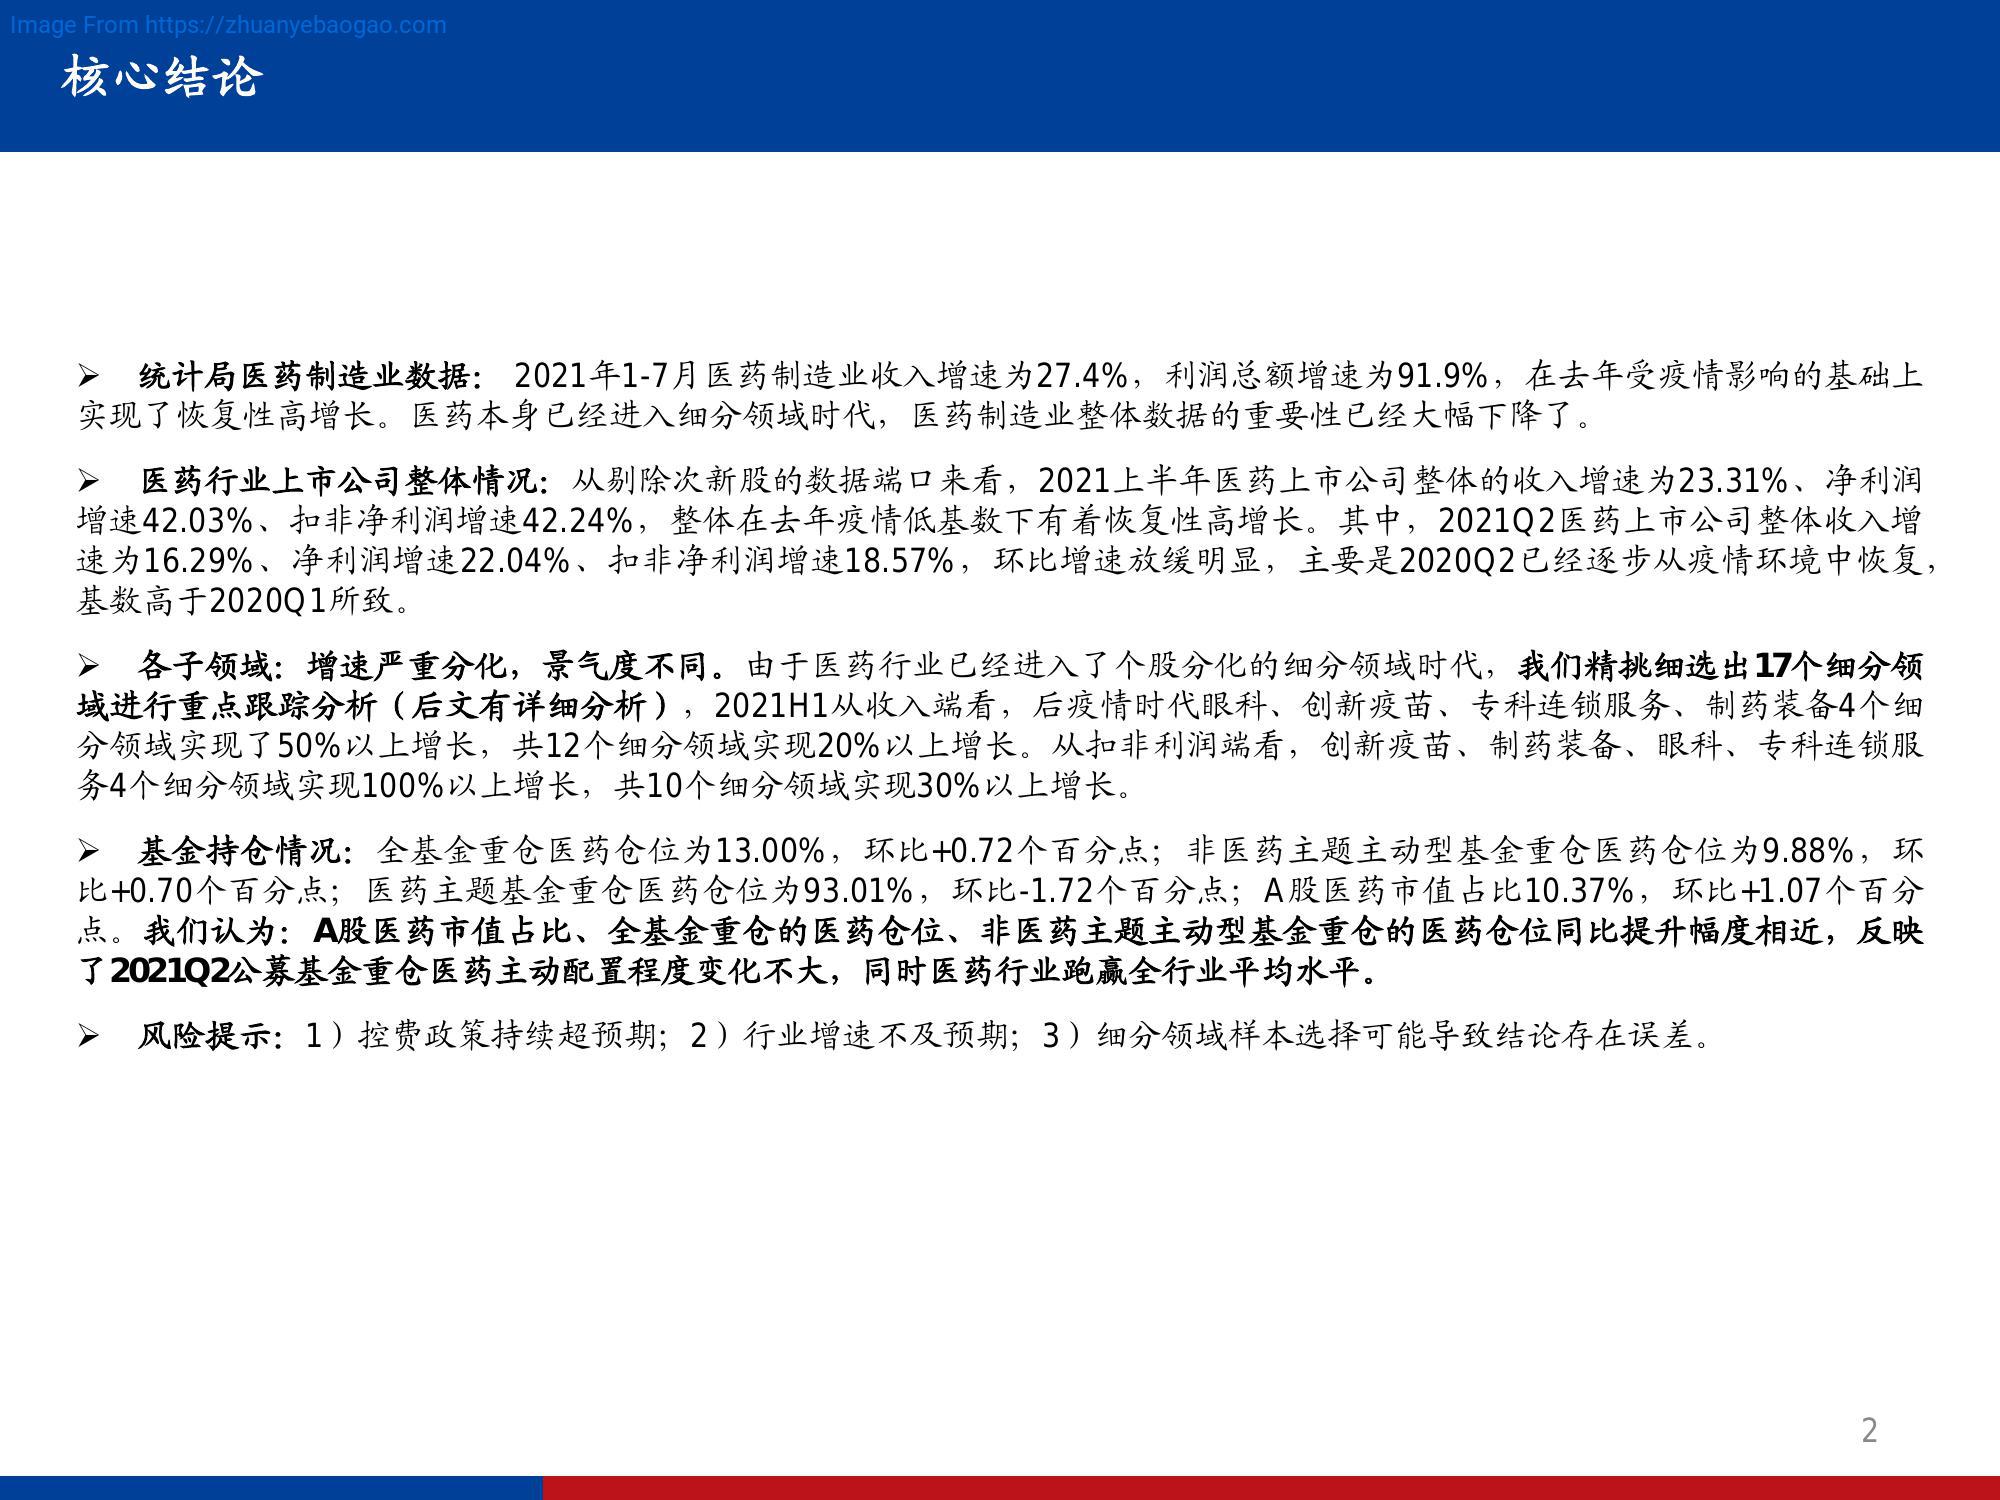 Image From https://zhuanyebaogao.com
核心结论
➢ 统计局医药制造业数据： 2021年1-7月医药制造业收入增速为27.4%，利润总额增速为91.9%，在去年受疫情影响的基础上
实现了恢复性高增长。医药本身已经进入细分领域时代，医药制造业整体数据的重要性已经大幅下降了。
➢ 医药行业上市公司整体情况：从剔除次新股的数据端口来看，2021上半年医药上市公司整体的收入增速为23.31%、净利润
增速42.03%、扣非净利润增速42.24%，整体在去年疫情低基数下有着恢复性高增长。其中，2021Q2医药上市公司整体收入增
速为16.29%、净利润增速22.04%、扣非净利润增速18.57%，环比增速放缓明显，主要是2020Q2已经逐步从疫情环境中恢复，
基数高于2020Q1所致。
➢ 各子领域：增速严重分化，景气度不同。由于医药行业已经进入了个股分化的细分领域时代，我们精挑细选出17个细分领
域进行重点跟踪分析（后文有详细分析），2021H1从收入端看，后疫情时代眼科、创新疫苗、专科连锁服务、制药装备4个细
分领域实现了50%以上增长，共12个细分领域实现20%以上增长。从扣非利润端看，创新疫苗、制药装备、眼科、专科连锁服
务4个细分领域实现100%以上增长，共10个细分领域实现30%以上增长。
➢ 基金持仓情况：全基金重仓医药仓位为13.00%，环比+0.72个百分点；非医药主题主动型基金重仓医药仓位为9.88%，环
比+0.70个百分点；医药主题基金重仓医药仓位为93.01%，环比-1.72个百分点；A股医药市值占比10.37%，环比+1.07个百分
点。我们认为：A股医药市值占比、全基金重仓的医药仓位、非医药主题主动型基金重仓的医药仓位同比提升幅度相近，反映
了2021Q2公募基金重仓医药主动配置程度变化不大，同时医药行业跑赢全行业平均水平。
➢ 风险提示：1）控费政策持续超预期；2）行业增速不及预期；3）细分领域样本选择可能导致结论存在误差。
2